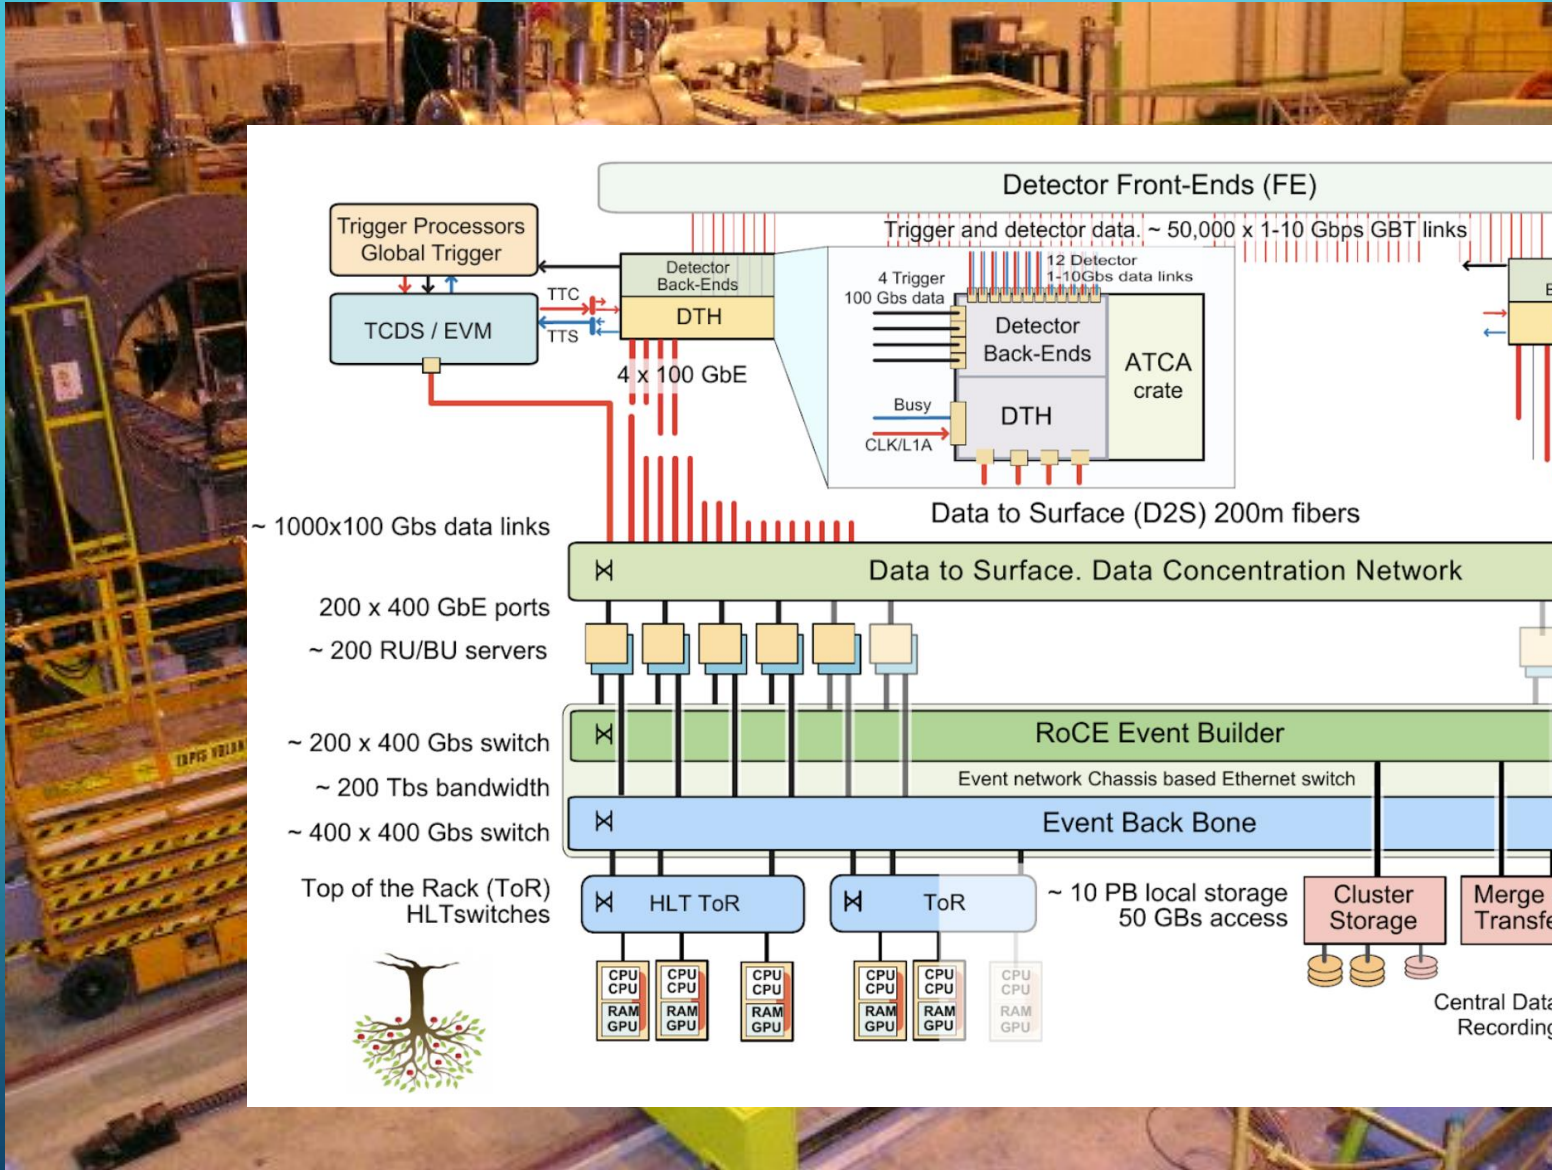 Detector Front-Ends (FE)
Trigger and detector data. ~ 50,000 x 1-10 Gbps GBT links
Trigger Processors
Global Trigger
TCDS / EVM
TTC
TTS
Detector
Back-Ends
DTH
4 x 100 GbE
12 Detector
1-10Gbs data links
4 Trigger
100 Gbs data
Detector
Back-Ends
ATCA
crate
Busy
DTH
CLK/L1A
Data to Surface (D2S) 200m fibers
~ 1000x100 Gbs data links
Data to Surface. Data Concentration Network
200 x 400 GbE ports
~ 200 RU/BU servers
RoCE Event Builder
~ 200 x 400 Gbs switch
Event network Chassis based Ethernet switch
~ 200 Tbs bandwidth
Event Back Bone
~ 400 x 400 Gbs switch
Top of the Rack (ToR)
HLTswitches
HLT ToR
ToR
~ 10 PB local storage
50 GBs access
Cluster
Storage
Merge
CPU
CPU
RAM
GPU
CPU
CPU
RAM
GPU
CPU
CPU
RAM
GPU
CPU
CPU
RAM
GPU
CPU
CPU
RAM
GPU
CPU
CPU
RAM
GPU
Central Data
Recording
TAPIS